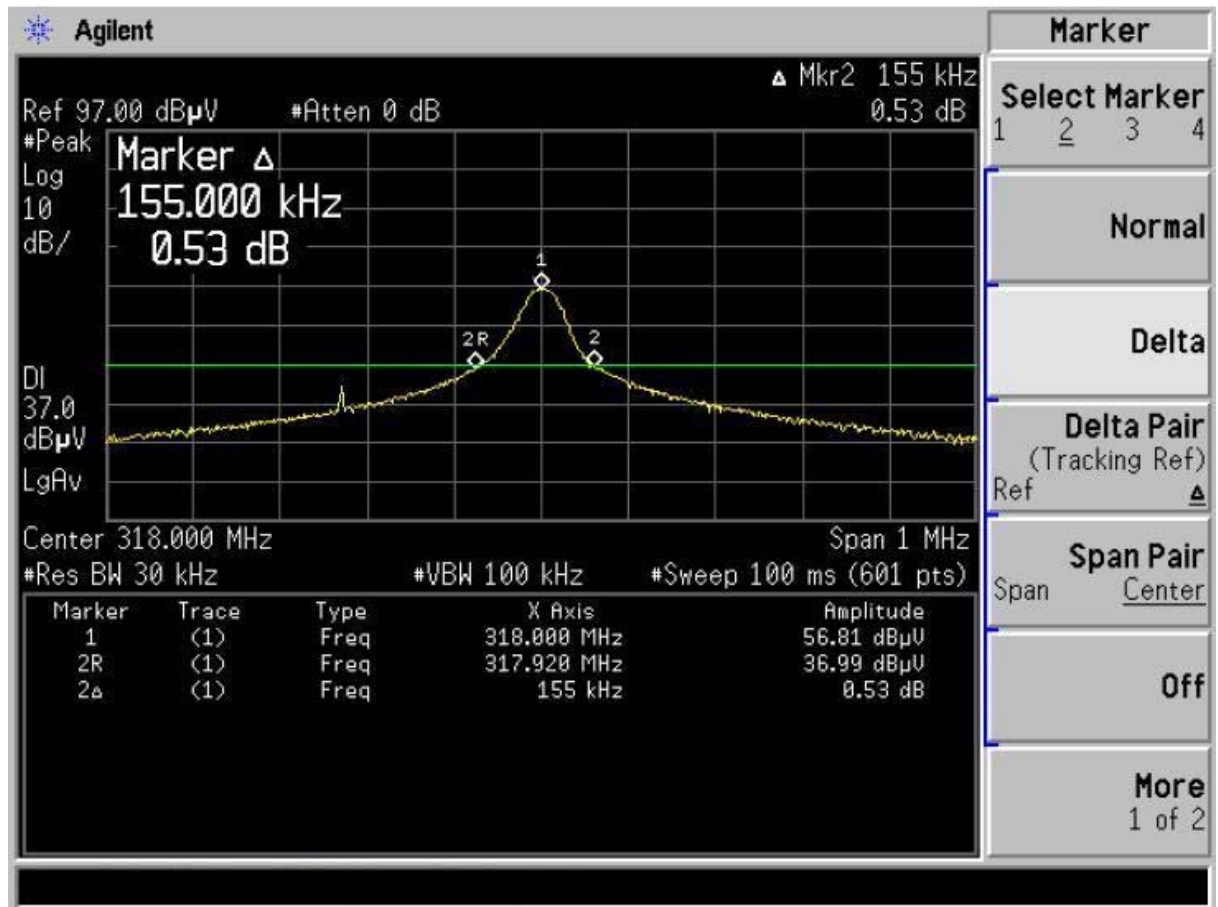 Agilent
Marker
Δ Mkr2 155 kHz
Ref 97.00 dBµV #Atten 0 dB 0.53 dB
#Peak
Log
10
dB/
Marker Δ
155.000 kHz
0.53 dB
1
2R
2
DI
37.0
dBµV
LgAv
Center 318.000 MHz Span 1 MHz
#Res BW 30 kHz #VBW 100 kHz #Sweep 100 ms (601 pts)
Marker Trace Type X Axis Amplitude
1 (1) Freq 318.000 MHz 56.81 dBµV
2R (1) Freq 317.920 MHz 36.99 dBµV
2Δ (1) Freq 155 kHz 0.53 dB
Select Marker
1 2 3 4
Normal
Delta
Delta Pair
(Tracking Ref)
Ref Δ
Span Pair
Span Center
Off
More
1 of 2